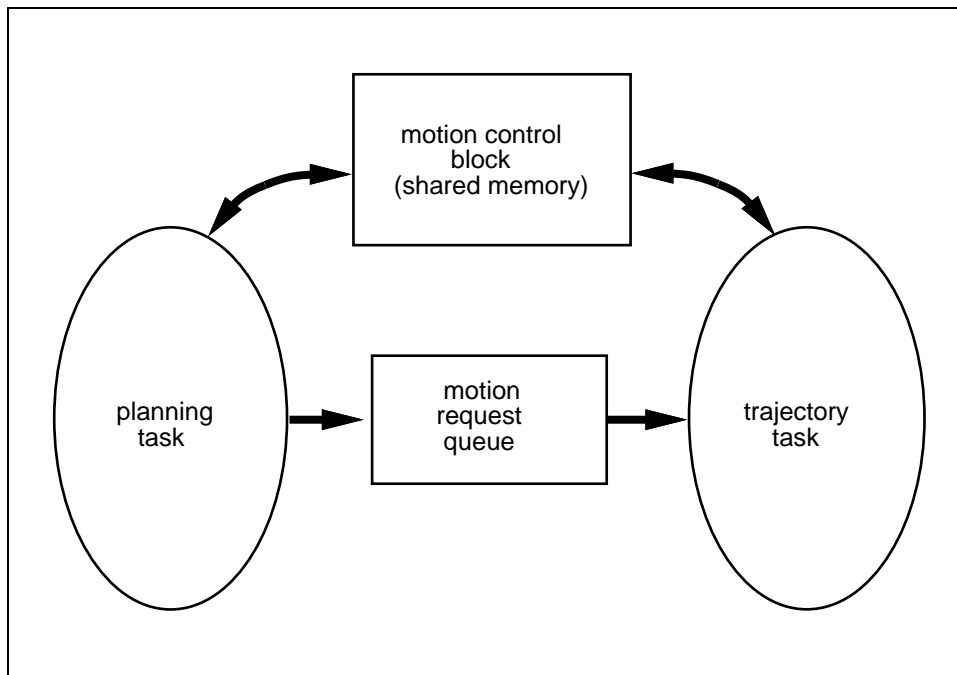 motion control
block
(shared memory)
planning
task
motion
request
queue
trajectory
task